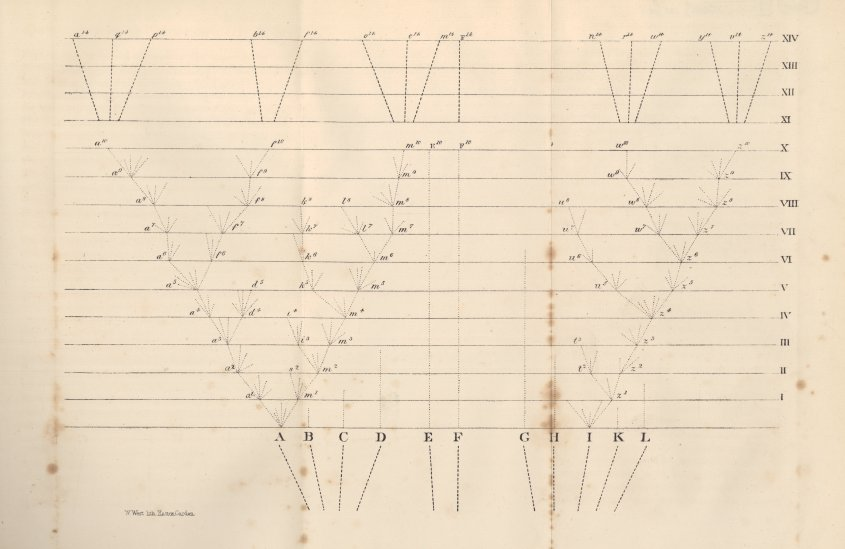 a14 q14 p14 b14 f14 o14 e14 m14 F14 n14 r14 w14 y14 v14 z14 XIV
XIII
XII
XI
a10 f10 m10 E10 F10 w10 z10 X
a9 f9 m9 w9 z9 IX
a8 f8 k8 l8 m8 u8 w8 z8 VIII
a7 f7 k7 l7 m7 u7 w7 z7 VII
a6 f6 k6 m6 u6 z6 VI
a5 d5 k5 m5 u5 z5 V
a4 d4 i4 m4 z4 IV
a3 i3 m3 t3 z3 III
a2 s2 m2 t2 z2 II
a1 m1 z1 I
A B C D E F G H I K L
W. West lith. Hatton Garden